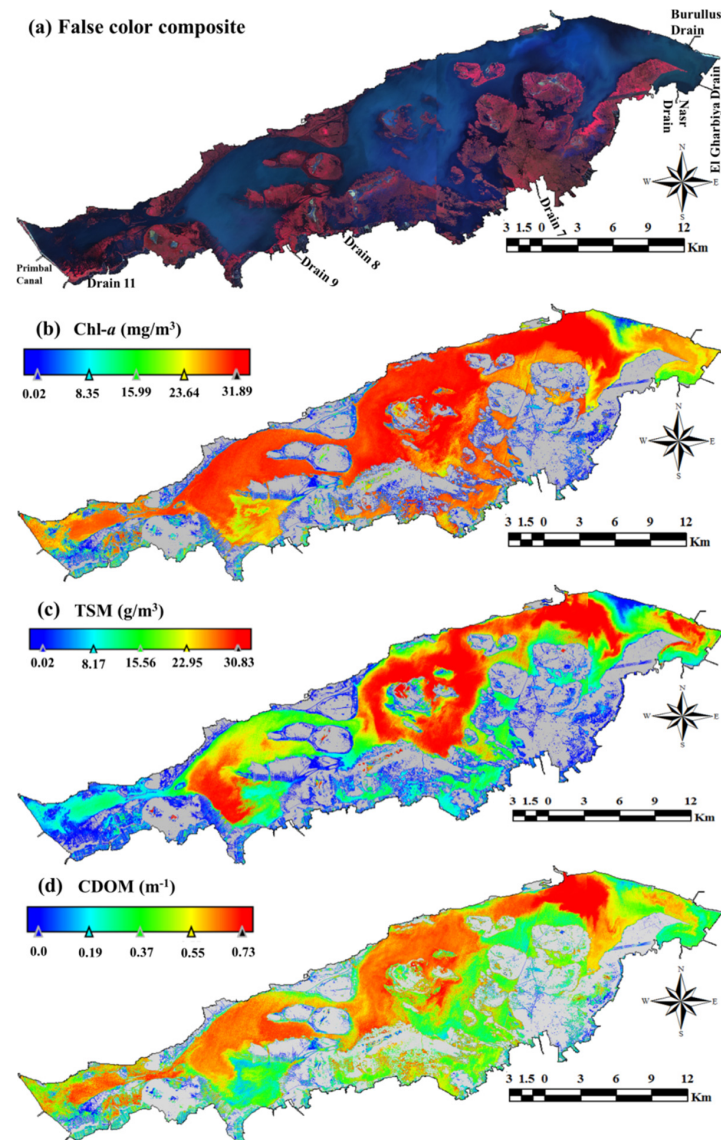 (a) False color composite
Burullus
Drain
El Gharbiya Drain
Nasr
Drain
N
W E
S
Drain 7
3 1.5 0 3 6 9 12
Km
Drain 8
Drain 9
Primbal
Canal
Drain 11
(b) Chl-a (mg/m³)
0.02 8.35 15.99 23.64 31.89
N
W E
S
3 1.5 0 3 6 9 12
Km
(c) TSM (g/m³)
0.02 8.17 15.56 22.95 30.83
N
W E
S
3 1.5 0 3 6 9 12
Km
(d) CDOM (m⁻¹)
0.0 0.19 0.37 0.55 0.73
N
W E
S
3 1.5 0 3 6 9 12
Km